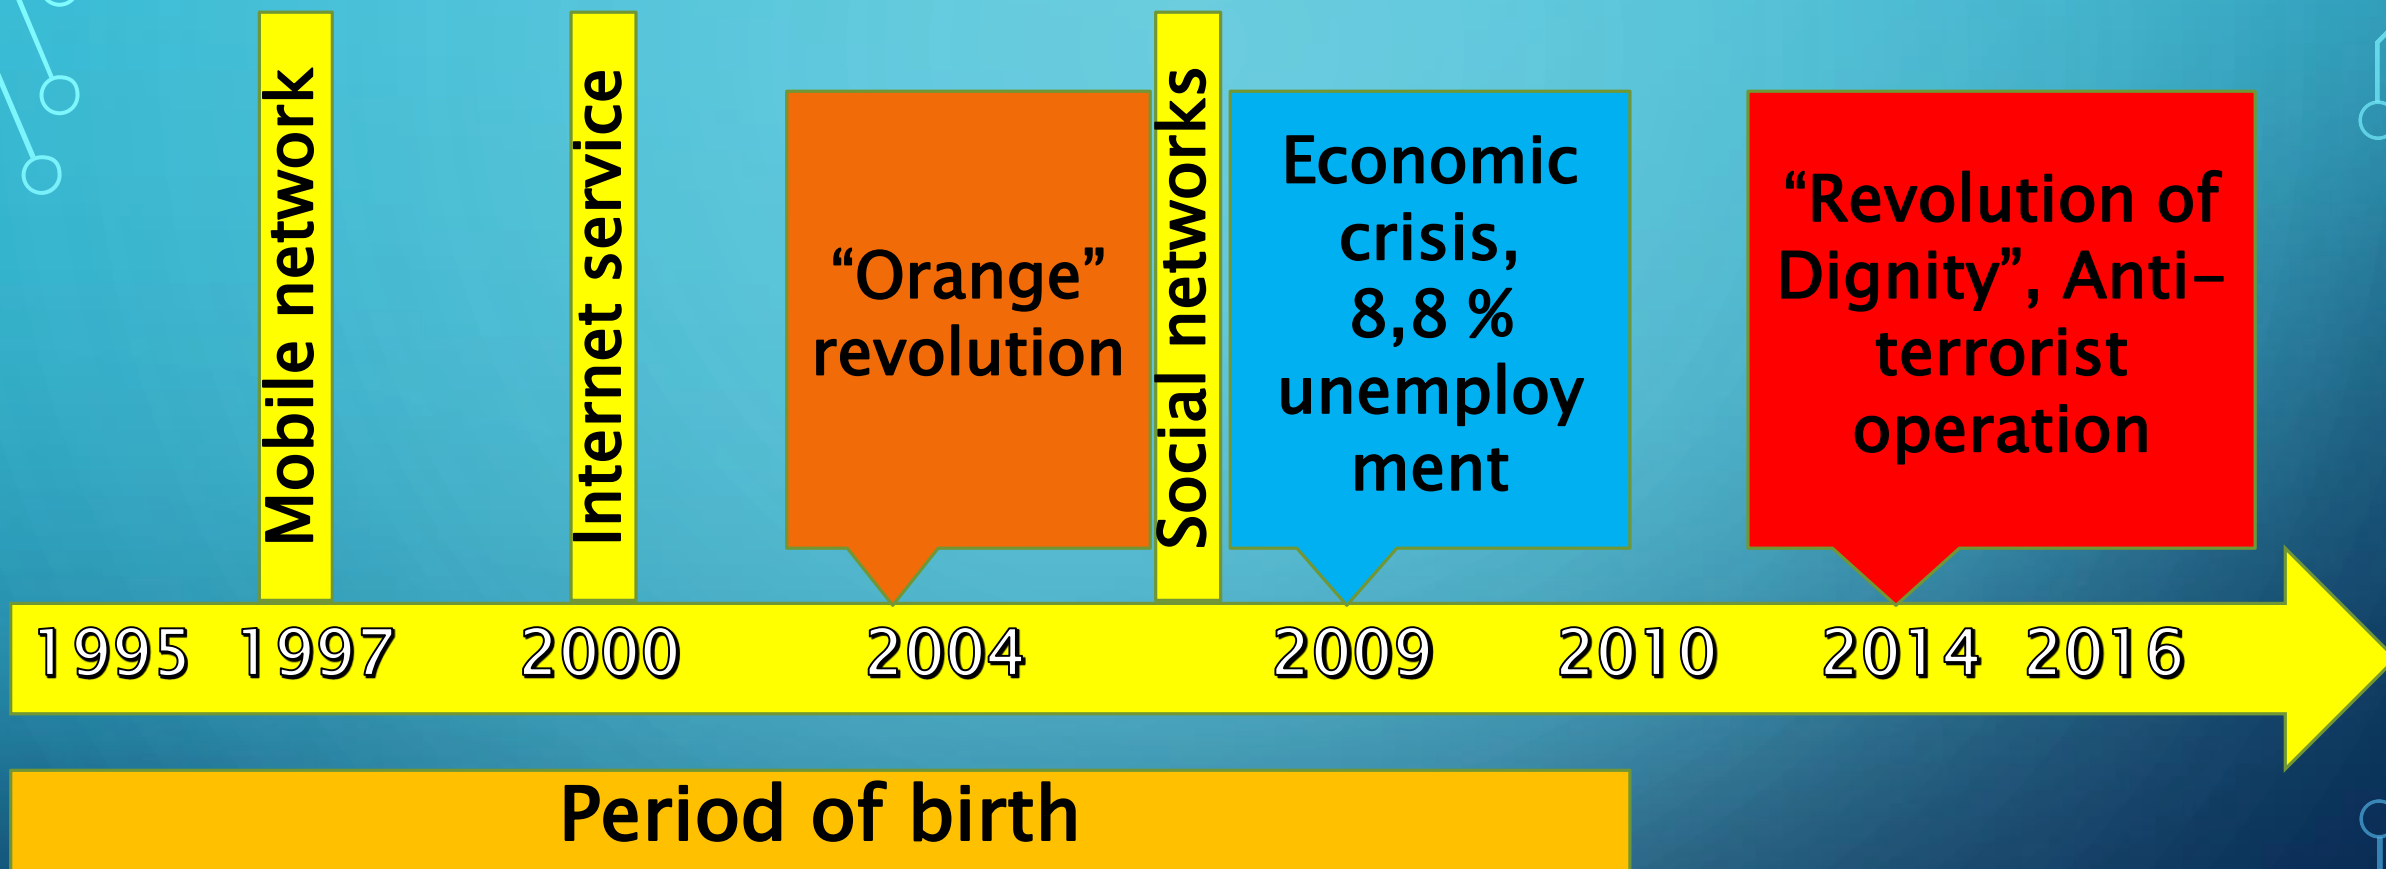 Mobile network
Internet service
“Orange”
revolution
Social networks
Economic
crisis,
8,8 %
unemploy
ment
“Revolution of
Dignity”, Anti-
terrorist
operation
1995 1997 2000 2004 2009 2010 2014 2016
Period of birth